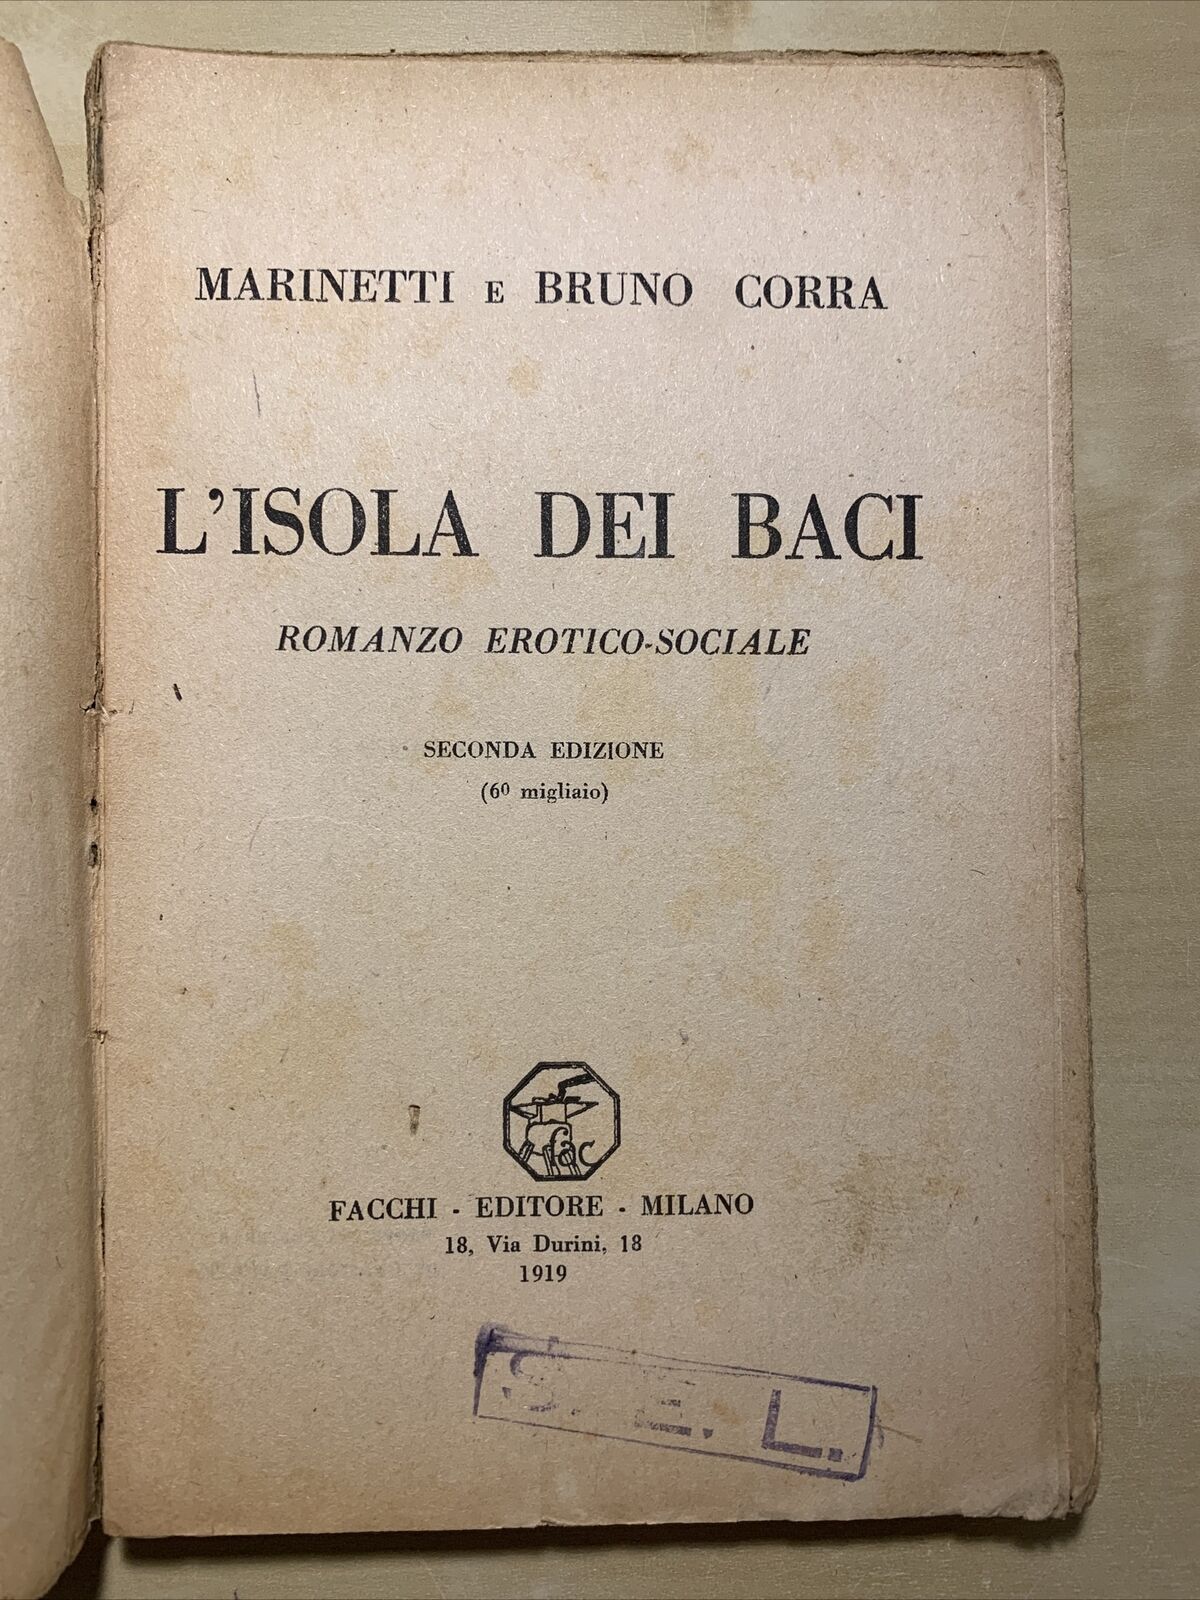 MARINETTI E BRUNO CORRA
L'ISOLA DEI BACI
ROMANZO EROTICO-SOCIALE
SECONDA EDIZIONE
(6º migliaio)
fac
FACCHI - EDITORE - MILANO
18, Via Durini, 18
1919
S. E. L.